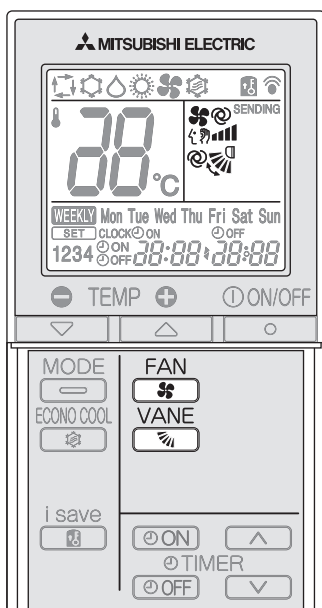 MITSUBISHI ELECTRIC
SENDING
°C
WEEKLY Mon Tue Wed Thu Fri Sat Sun
SET CLOCK ON OFF
1234 ON OFF 88:88 88:88
TEMP ON/OFF
MODE FAN
ECONO COOL VANE
i save
ON
TIMER
OFF